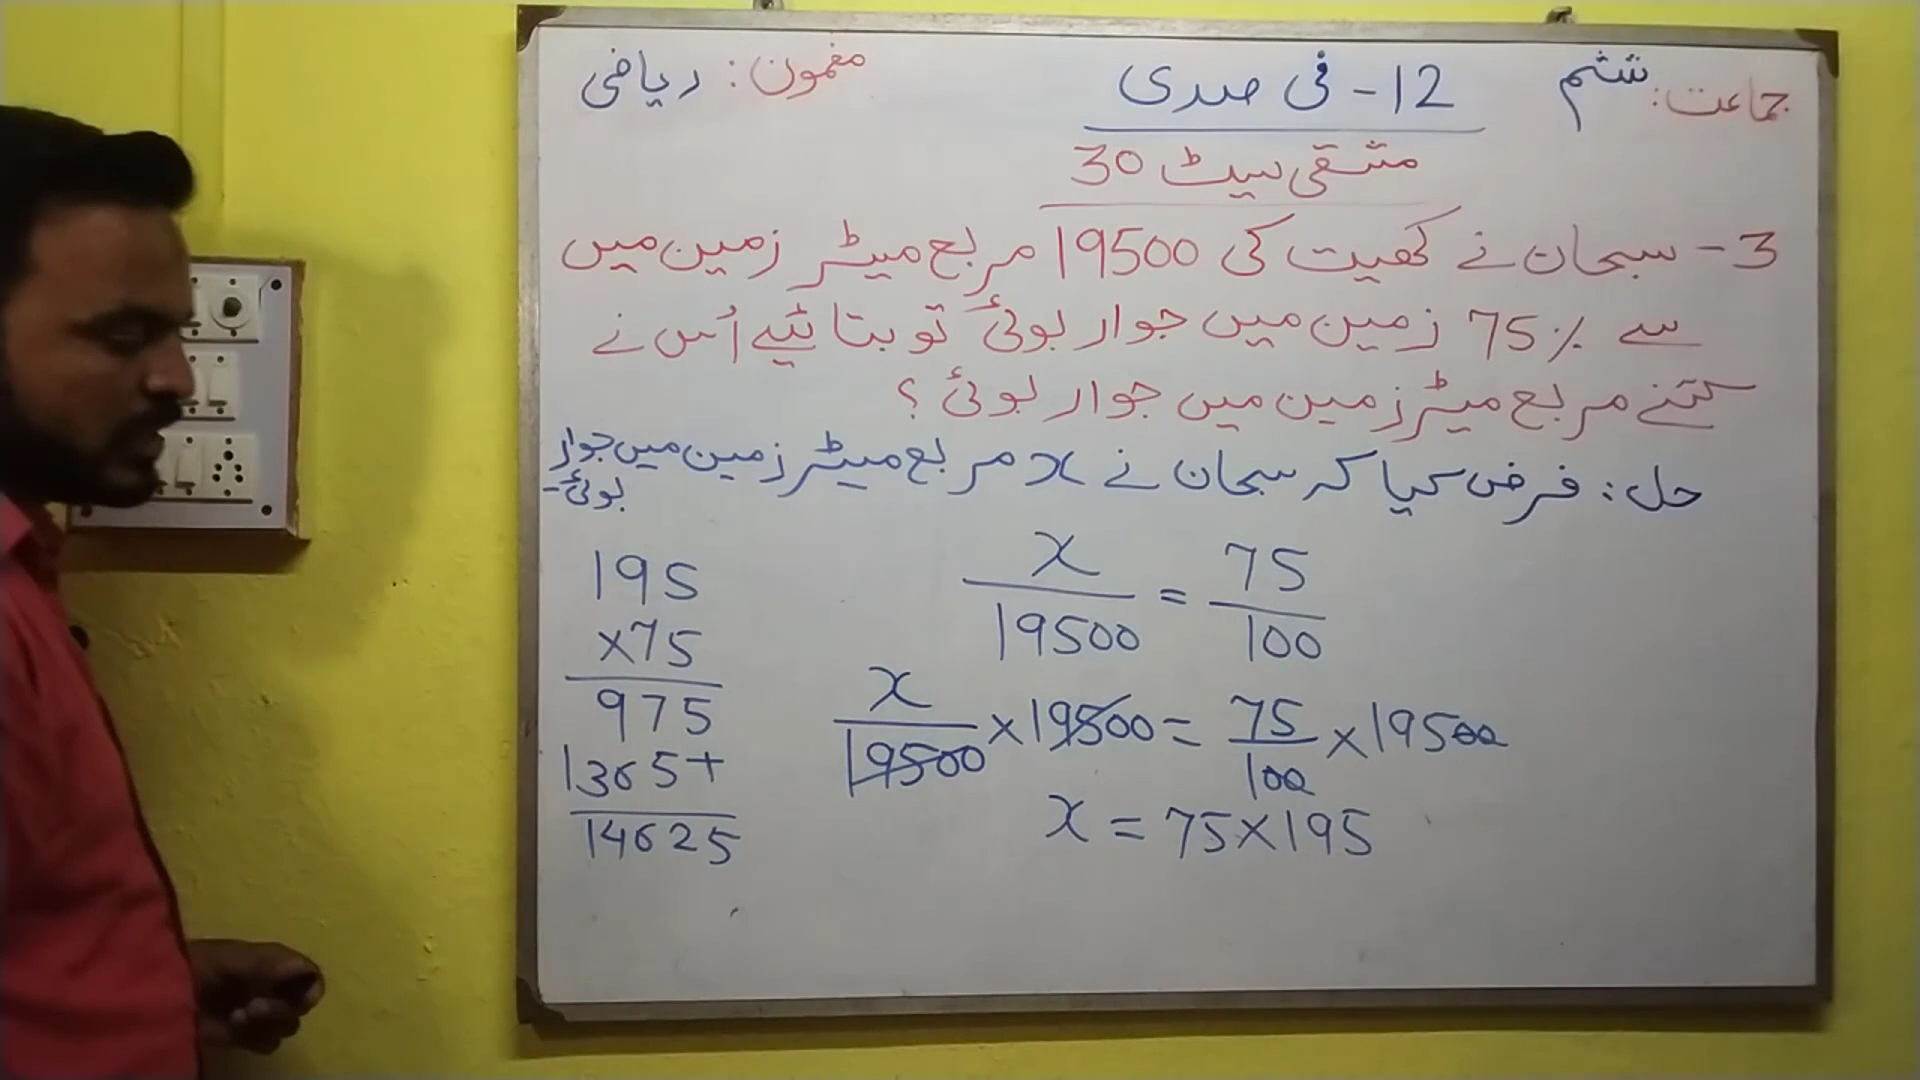 جماعت: ششم
12- فی صدی
مضمون: ریاضی
مشقی سیٹ 30
3- سبحان نے کھیت کی 19500 مربع میٹر زمین میں
سے 75% زمین میں جوار بوئی تو بتائیے اُس نے
کتنے مربع میٹر زمین میں جوار بوئی ؟
حل: فرض کیا کہ سبحان نے x مربع میٹر زمین میں جوار
بوئی-
x/19500 = 75/100
x/19500 × 19500 = 75/100 × 19500
x = 75×195
195
×75
975
1365+
14625